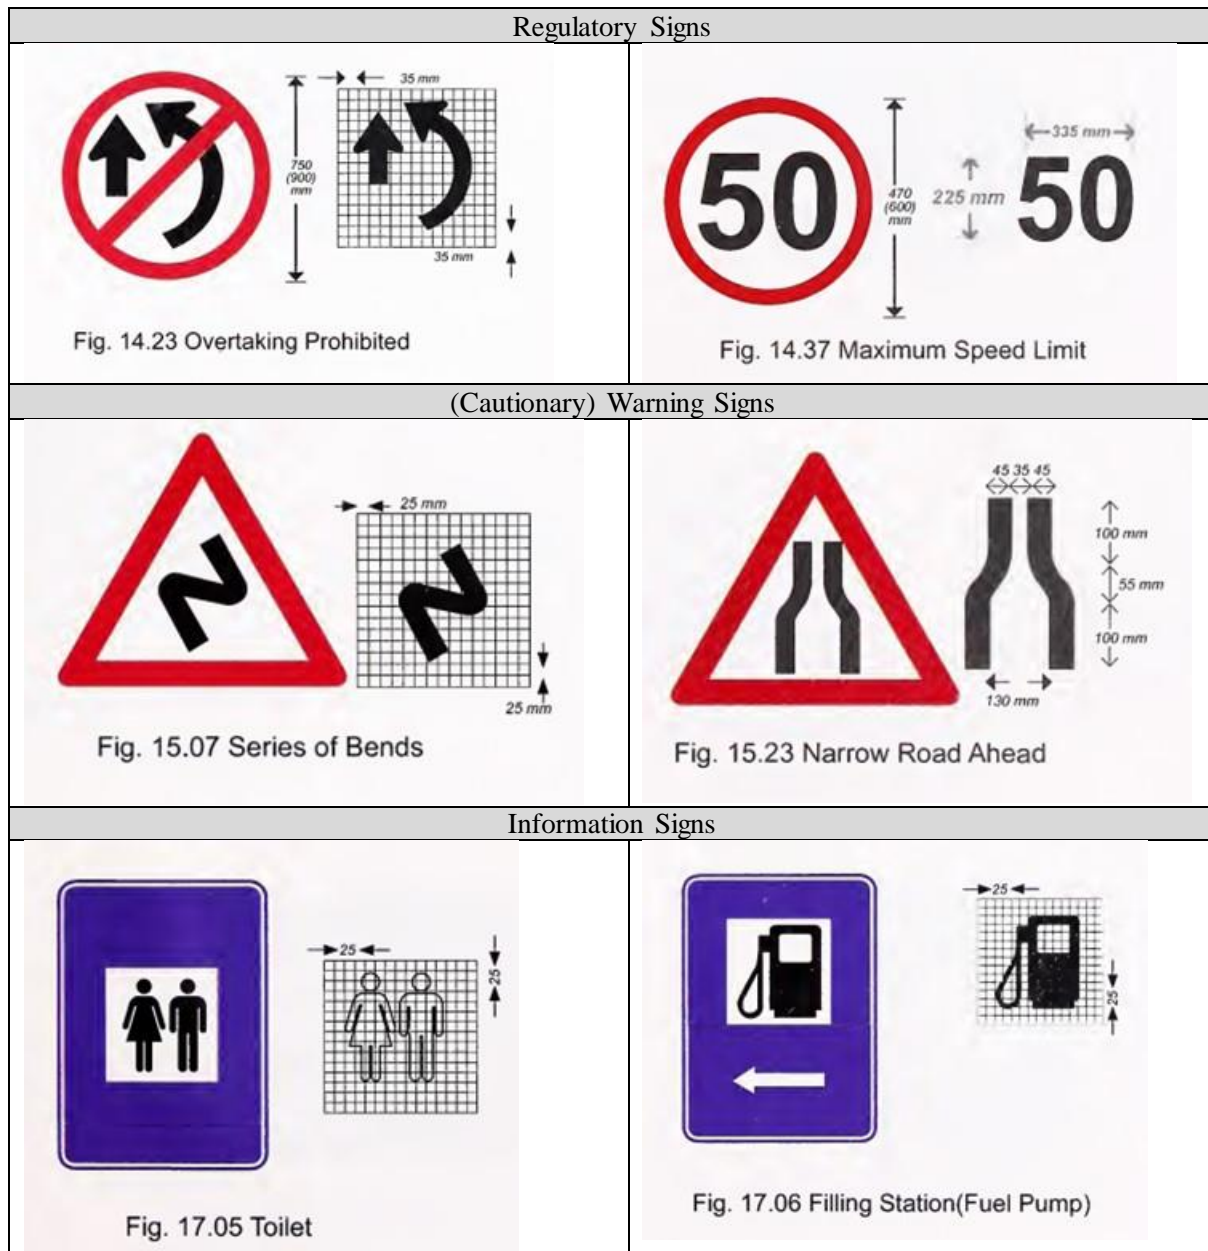 Regulatory Signs
35 mm
750
(900)
mm
35 mm
Fig. 14.23 Overtaking Prohibited
50
470
(600)
mm
335 mm
225 mm
50
Fig. 14.37 Maximum Speed Limit
(Cautionary) Warning Signs
25 mm
25 mm
Fig. 15.07 Series of Bends
45 35 45
100 mm
55 mm
100 mm
130 mm
Fig. 15.23 Narrow Road Ahead
Information Signs
25
25
Fig. 17.05 Toilet
25
25
Fig. 17.06 Filling Station(Fuel Pump)